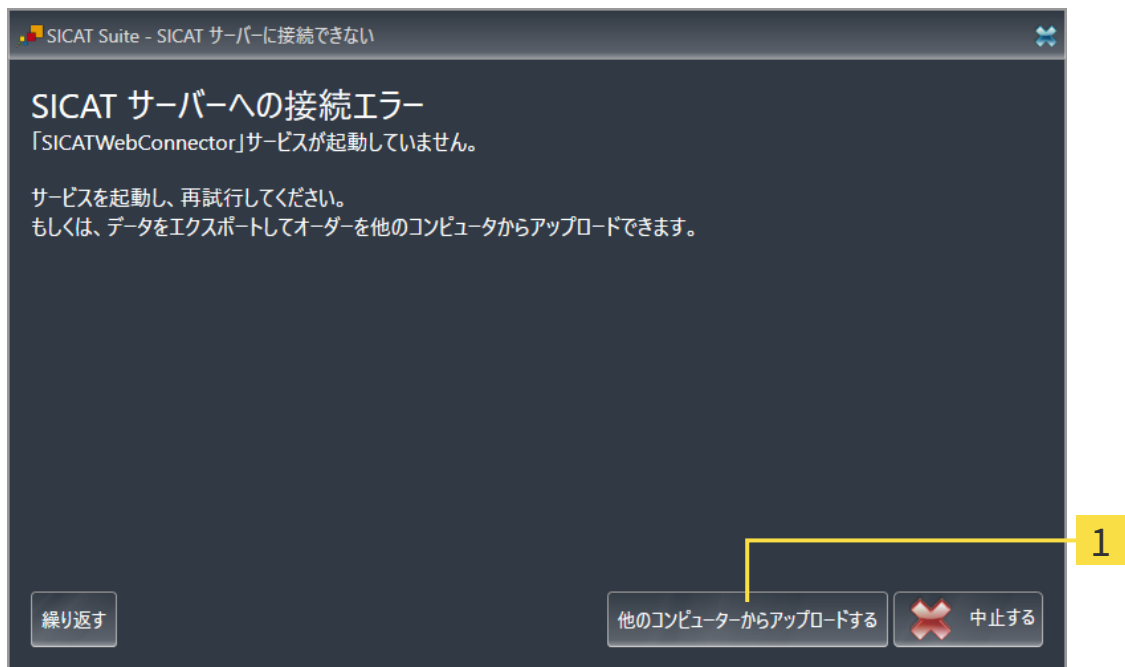 SICAT Suite - SICAT サーバーに接続できない
SICAT サーバーへの接続エラー
「SICATWebConnector」サービスが起動していません。
サービスを起動し、再試行してください。
もしくは、データをエクスポートしてオーダーを他のコンピュータからアップロードできます。
1
繰り返す
他のコンピューターからアップロードする
中止する